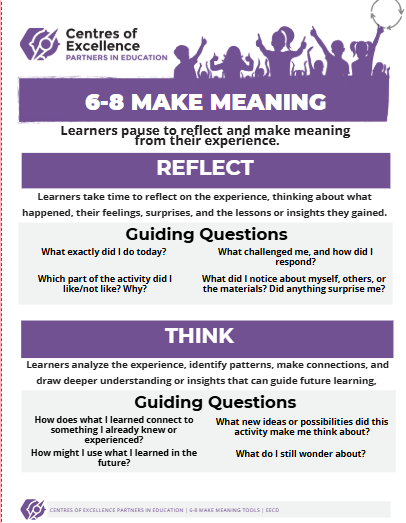 Centres of
Excellence
PARTNERS IN EDUCATION
6-8 MAKE MEANING
Learners pause to reflect and make meaning
from their experience.
REFLECT
Learners take time to reflect on the experience, thinking about what
happened, their feelings, surprises, and the lessons or insights they gained.
Guiding Questions
What exactly did I do today?
What challenged me, and how did I
respond?
Which part of the activity did I
like/not like? Why?
What did I notice about myself, others, or
the materials? Did anything surprise me?
THINK
Learners analyze the experience, identify patterns, make connections, and
draw deeper understanding or insights that can guide future learning,
Guiding Questions
How does what I learned connect to
something I already knew or
experienced?
What new ideas or possibilities did this
activity make me think about?
How might I use what I learned in the
future?
What do I still wonder about?
CENTRES OF EXCELLENCE PARTNERS IN EDUCATION | 6-8 MAKE MEANING TOOLS | EECD